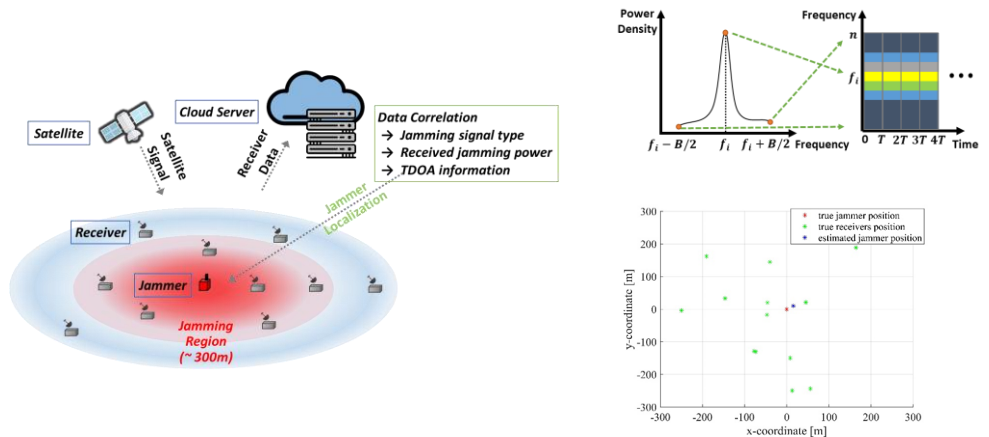 Satellite
Satellite
Signal
Cloud Server
Receiver
Data
Data Correlation
→ Jamming signal type
→ Received jamming power
→ TDOA information
Jammer
Localization
Receiver
Jammer
Jamming
Region
(~ 300m)
Power
Density
f_i − B/2
f_i
f_i + B/2
Frequency
Frequency
n
f_i
0 T 2T 3T 4T
Time
•••
true jammer position
true receivers position
estimated jammer position
300
200
100
0
-100
-200
-300
y-coordinate [m]
-300 -200 -100 0 100 200 300
x-coordinate [m]